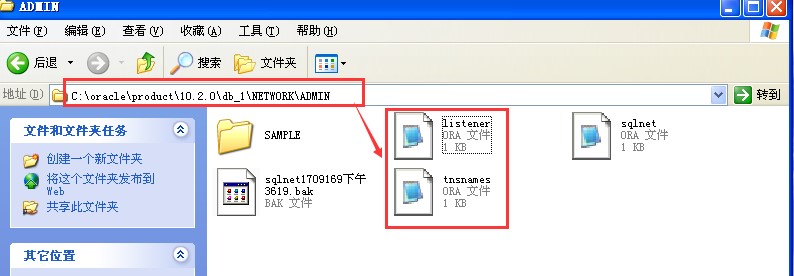 ADMIN
文件(F) 编辑(E) 查看(V) 收藏(A) 工具(T) 帮助(H)
后退 搜索 文件夹
地址(D) C:\oracle\product\10.2.0\db_1\NETWORK\ADMIN 转到
文件和文件夹任务
创建一个新文件夹
将这个文件夹发布到
Web
共享此文件夹
其它位置
SAMPLE
listener
ORA 文件
1 KB
sqlnet
ORA 文件
1 KB
sqlnet1709169下午
3619.bak
BAK 文件
tnsnames
ORA 文件
1 KB